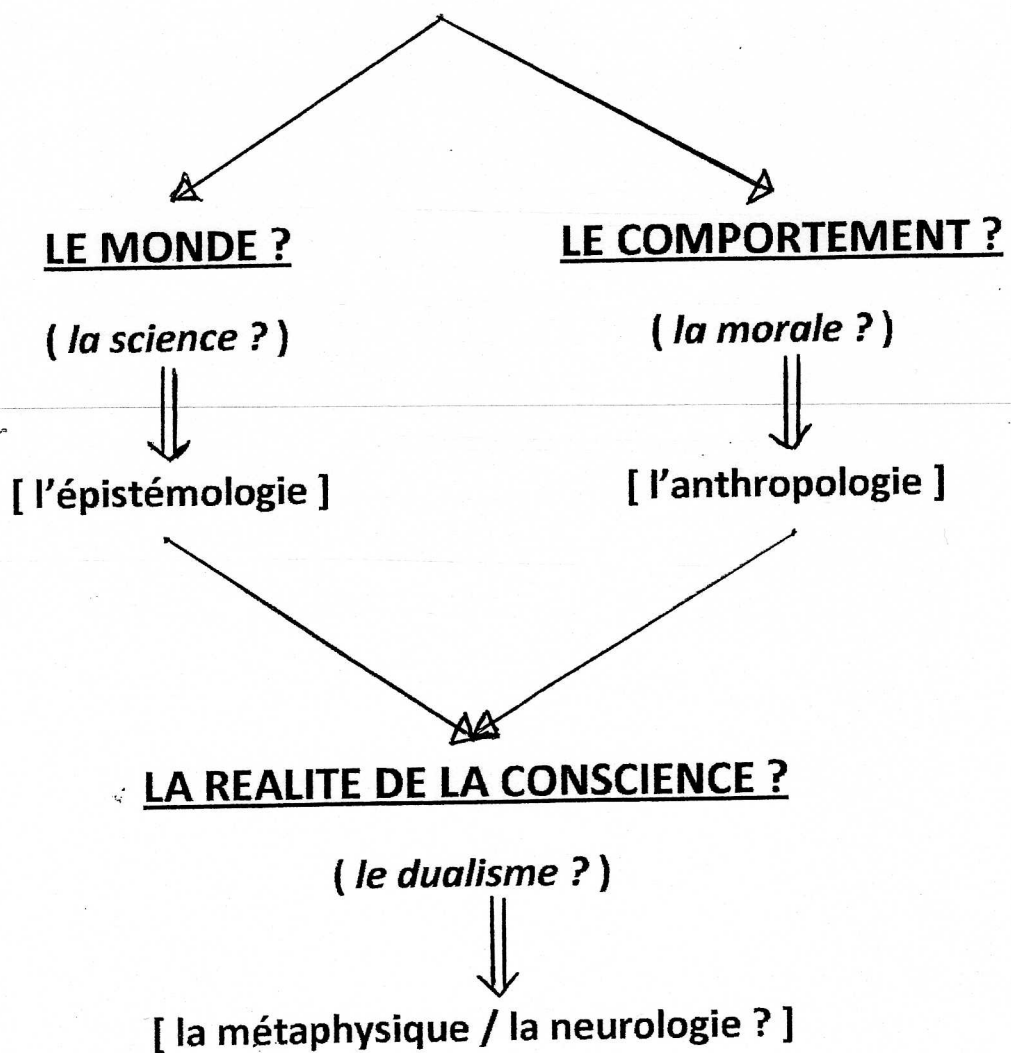 LE MONDE ?
LE COMPORTEMENT ?
( la science ? )
( la morale ? )
[ l'épistémologie ]
[ l'anthropologie ]
LA REALITE DE LA CONSCIENCE ?
( le dualisme ? )
[ la métaphysique / la neurologie ? ]